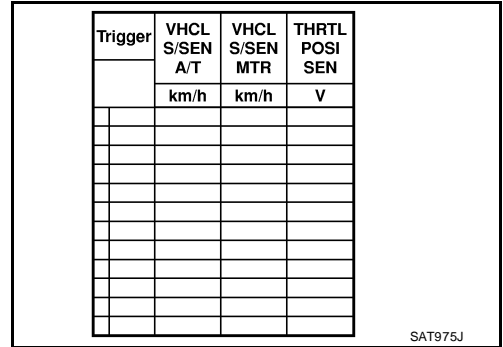 Trigger VHCL VHCL THRTL
S/SEN S/SEN POSI
A/T MTR SEN
km/h km/h V
SAT975J